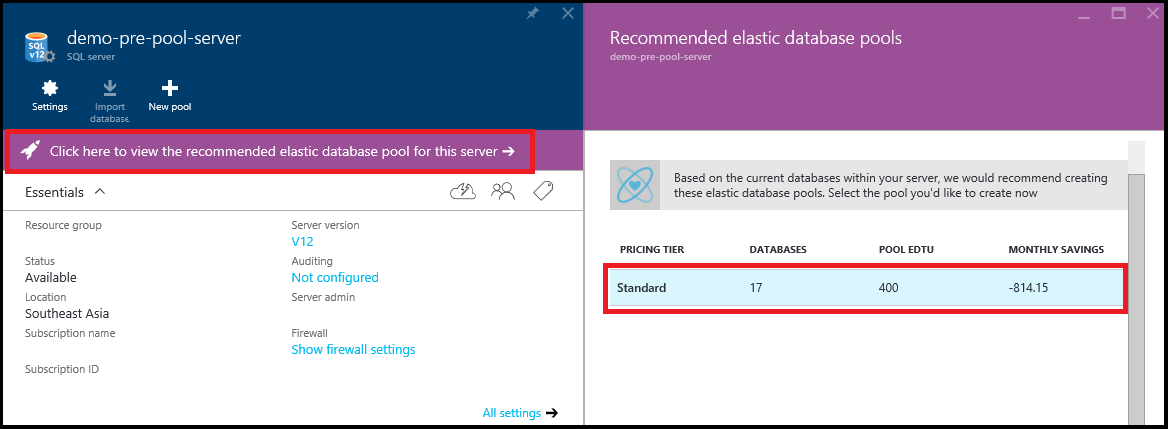 demo-pre-pool-server
SQL server
SQL
v12
Settings
Import
database
New pool
Click here to view the recommended elastic database pool for this server →
Essentials
Resource group
Server version
V12
Status
Auditing
Available
Not configured
Location
Server admin
Southeast Asia
Subscription name
Firewall
Show firewall settings
Subscription ID
All settings →
Recommended elastic database pools
demo-pre-pool-server
Based on the current databases within your server, we would recommend creating
these elastic database pools. Select the pool you'd like to create now
PRICING TIER DATABASES POOL EDTU MONTHLY SAVINGS
Standard 17 400 -814.15